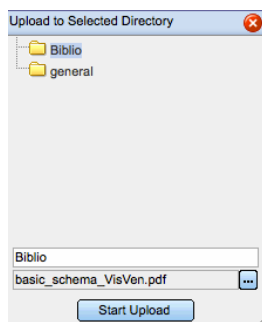 Upload to Selected Directory
Biblio
general
Biblio
basic_schema_VisVen.pdf
...
Start Upload